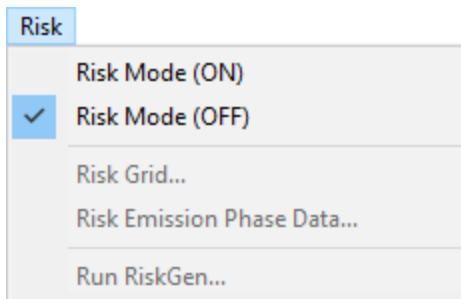 Risk
Risk Mode (ON)
Risk Mode (OFF)
Risk Grid...
Risk Emission Phase Data...
Run RiskGen...